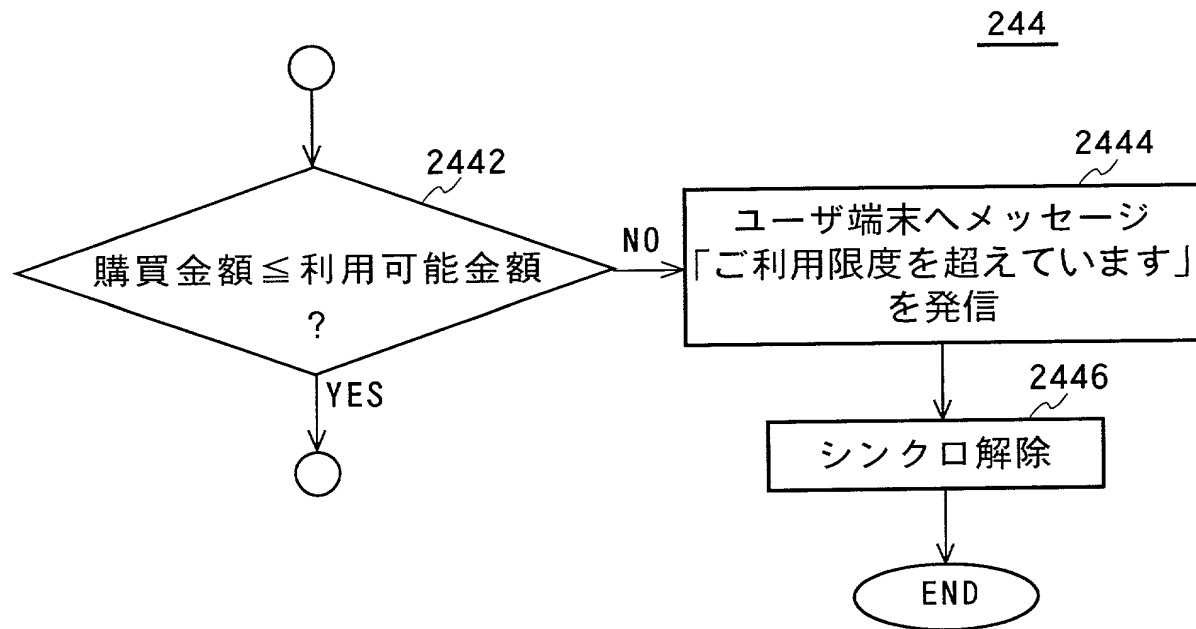 244
2442
購買金額≦利用可能金額
?
YES
NO
2444
ユーザ端末へメッセージ
「ご利用限度を超えています」
を発信
2446
シンクロ解除
END